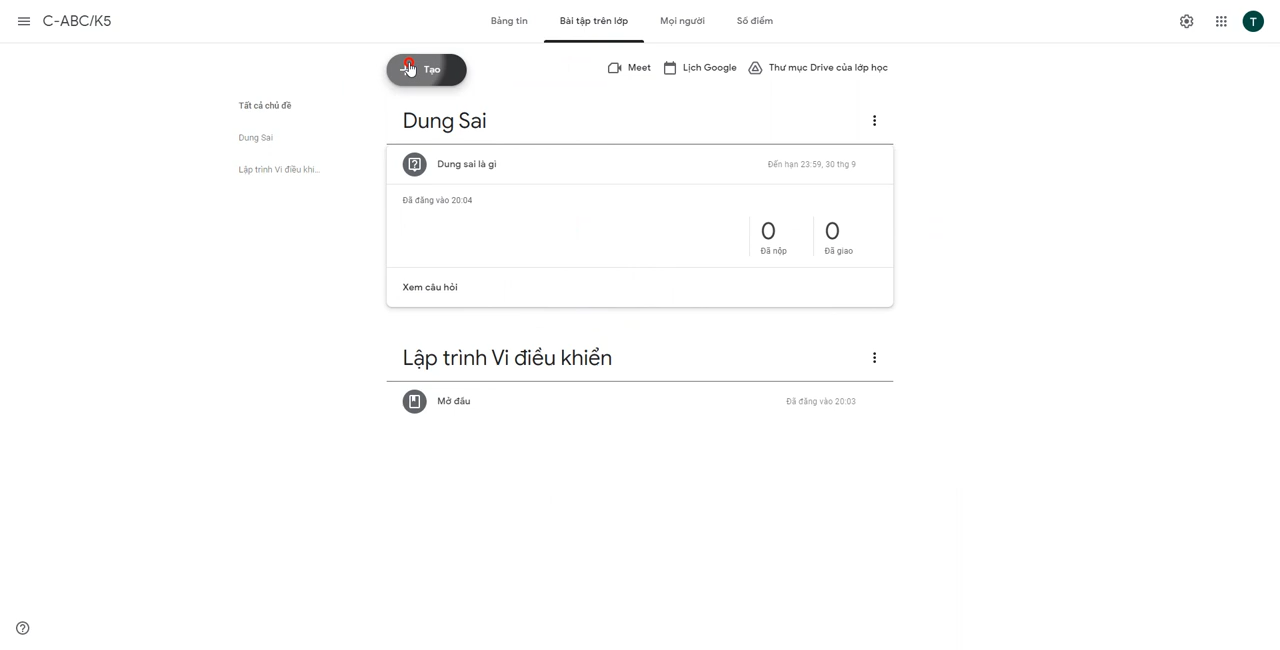 C-ABC/K5
Bảng tin
Bài tập trên lớp
Mọi người
Số điểm
T
Tạo
Meet
Lịch Google
Thư mục Drive của lớp học
Tất cả chủ đề
Dung Sai
Lập trình Vi điều khi...
Dung Sai
Dung sai là gì
Đến hạn 23:59, 30 thg 9
Đã đăng vào 20:04
0
Đã nộp
0
Đã giao
Xem câu hỏi
Lập trình Vi điều khiển
Mở đầu
Đã đăng vào 20:03